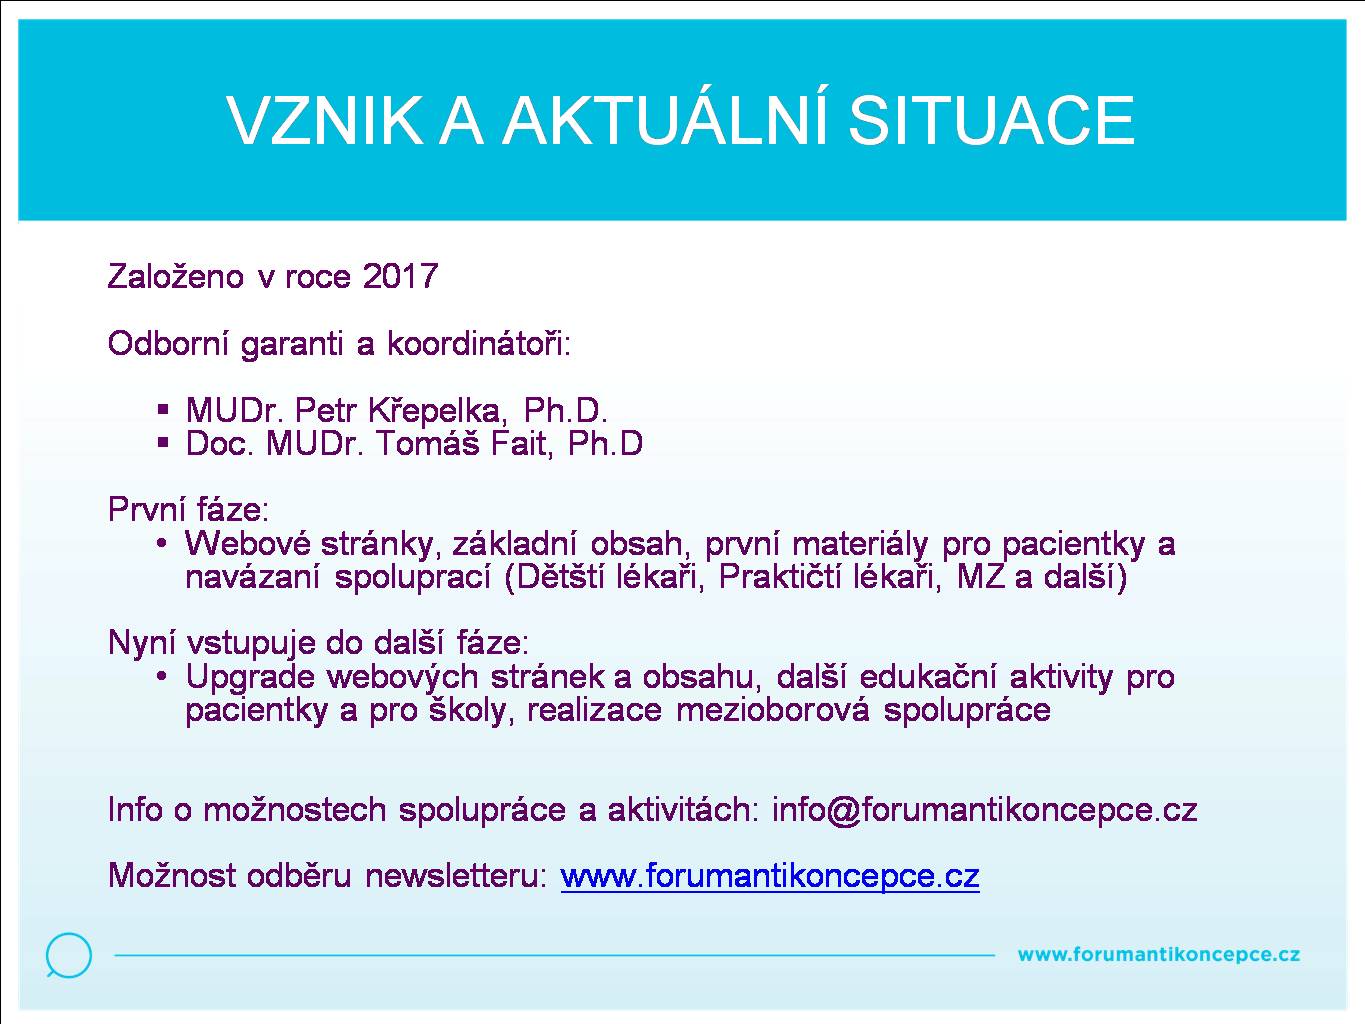 VZNIK A AKTUÁLNÍ SITUACE
Založeno v roce 2017
Odborní garanti a koordinátoři:
▪ MUDr. Petr Křepelka, Ph.D.
▪ Doc. MUDr. Tomáš Fait, Ph.D
První fáze:
• Webové stránky, základní obsah, první materiály pro pacientky a
navázaní spoluprací (Dětští lékaři, Praktičtí lékaři, MZ a další)
Nyní vstupuje do další fáze:
• Upgrade webových stránek a obsahu, další edukační aktivity pro
pacientky a pro školy, realizace mezioborová spolupráce
Info o možnostech spolupráce a aktivitách: info@forumantikoncepce.cz
Možnost odběru newsletteru: www.forumantikoncepce.cz
www.forumantikoncepce.cz